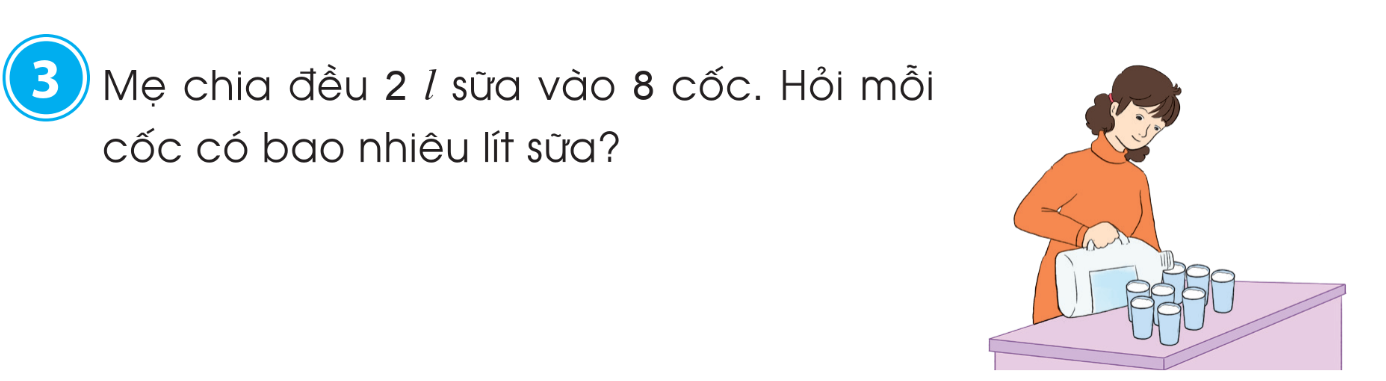 3 Mẹ chia đều 2 l sữa vào 8 cốc. Hỏi mỗi
cốc có bao nhiêu lít sữa?